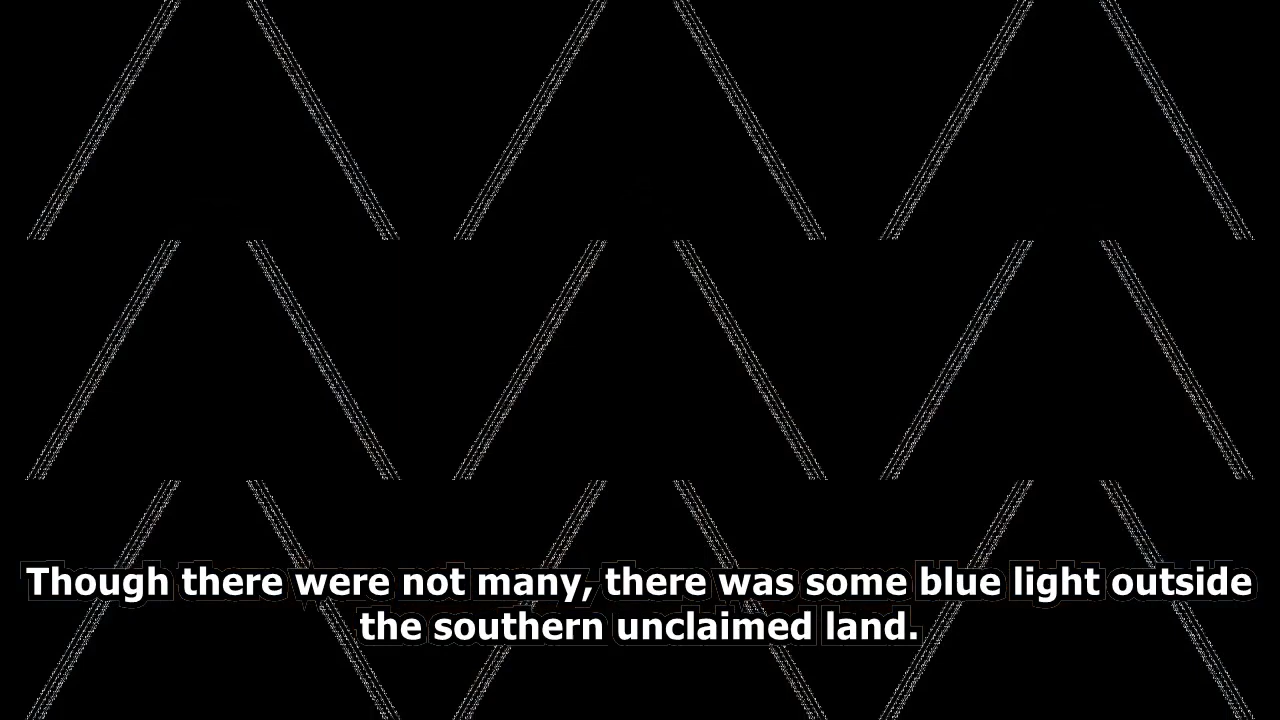 Though there were not many, there was some blue light outside
the southern unclaimed land.